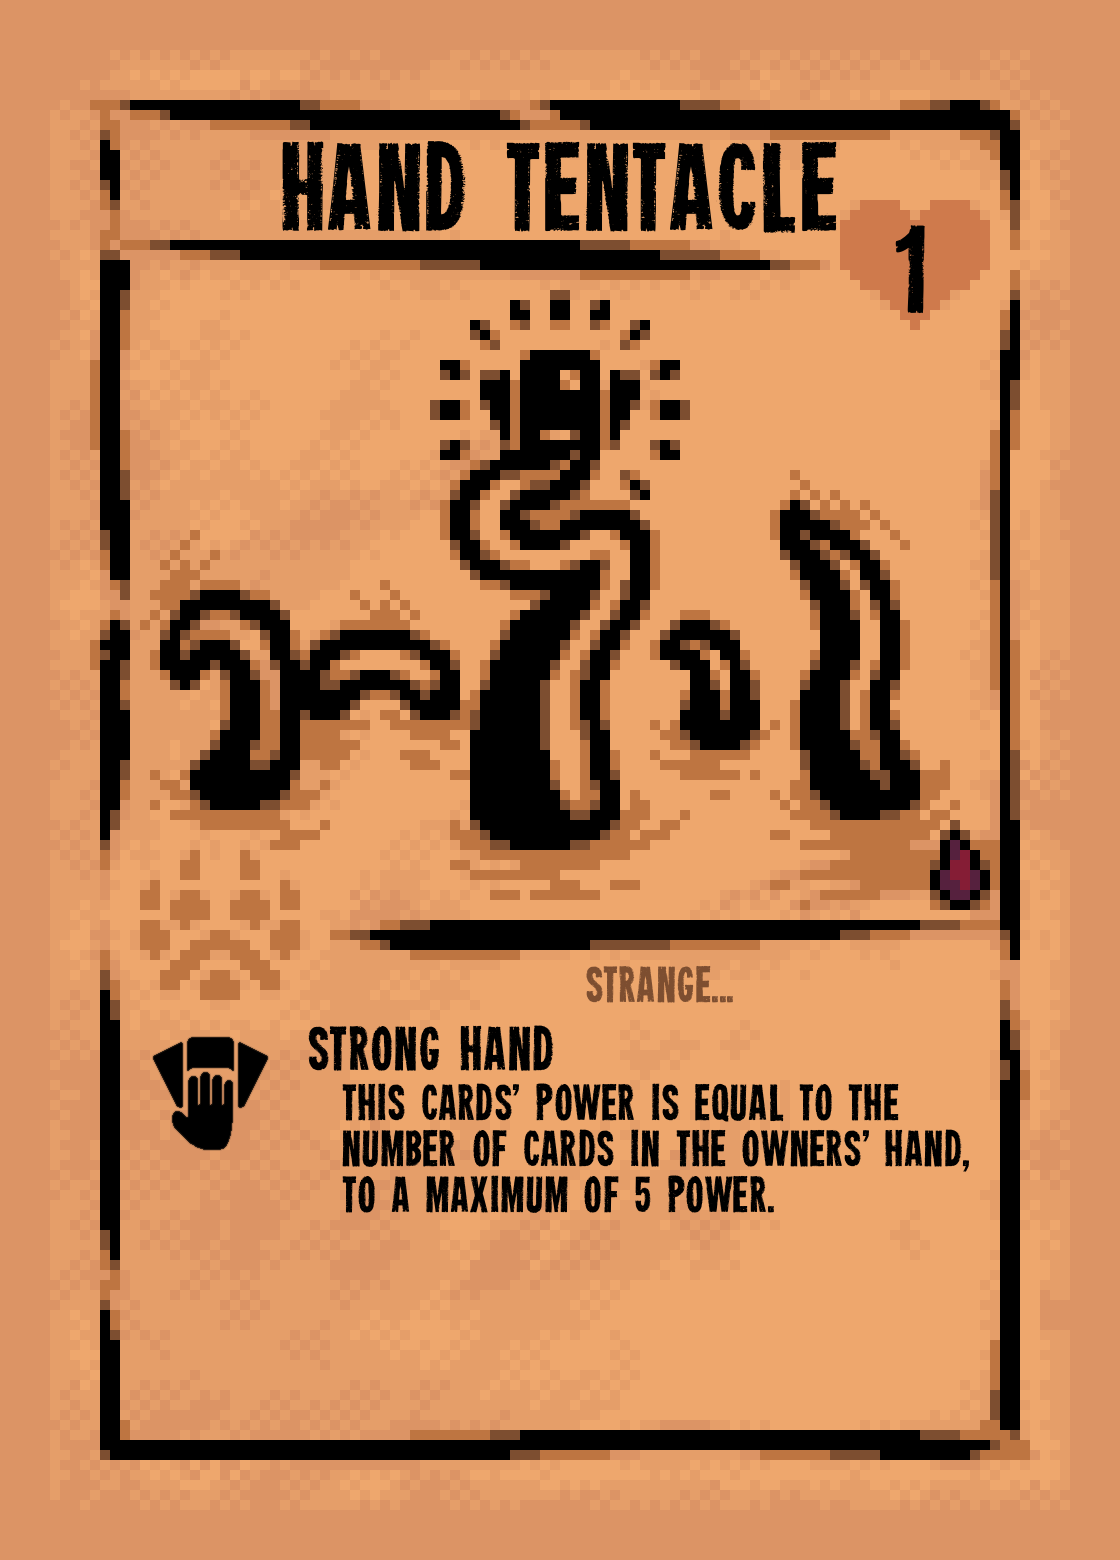 HAND TENTACLE
1
STRANGE...
STRONG HAND
THIS CARDS' POWER IS EQUAL TO THE
NUMBER OF CARDS IN THE OWNERS' HAND,
TO A MAXIMUM OF 5 POWER.